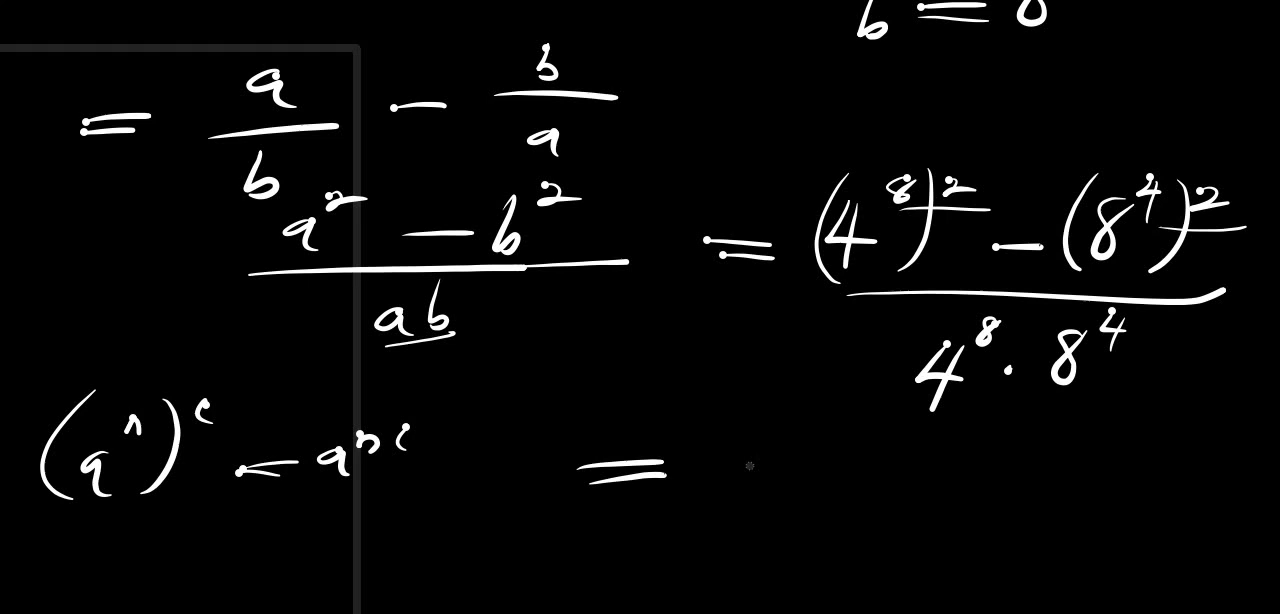 b = 8
= a/b − b/a
(a² − b²)/(ab) = ((4⁸)² − (8⁴)²)/(4⁸ · 8⁴)
(aⁿ)ᶜ = aⁿᶜ =